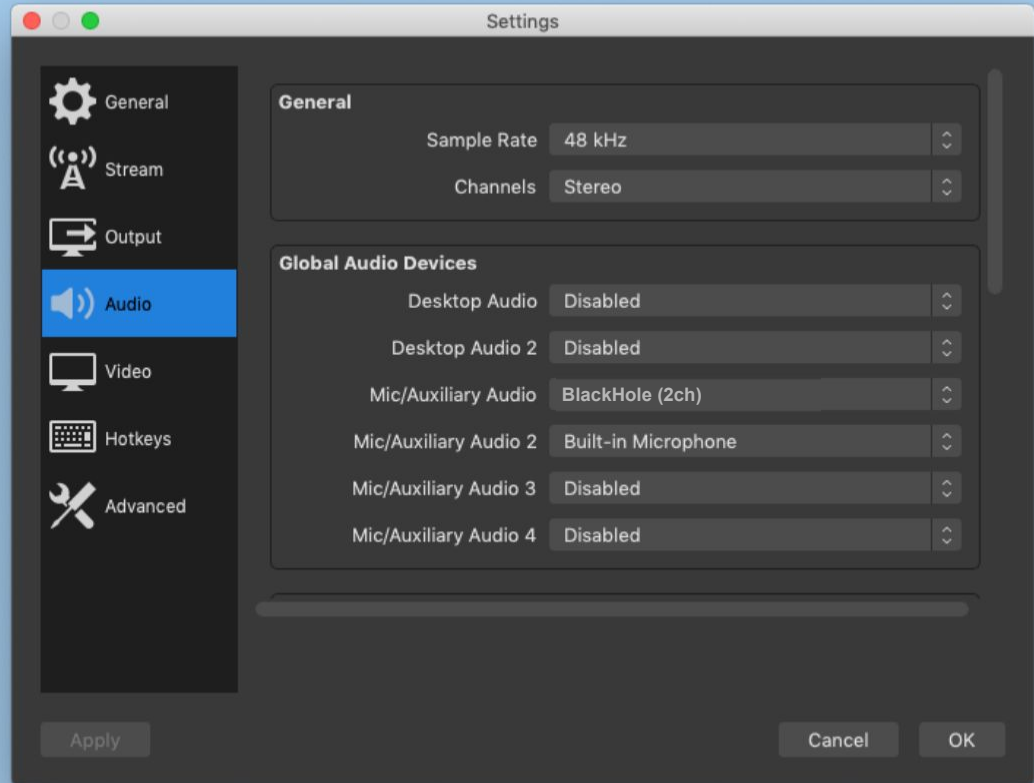 Settings
General
Stream
Output
Audio
Video
Hotkeys
Advanced
General
Sample Rate 48 kHz
Channels Stereo
Global Audio Devices
Desktop Audio Disabled
Desktop Audio 2 Disabled
Mic/Auxiliary Audio BlackHole (2ch)
Mic/Auxiliary Audio 2 Built-in Microphone
Mic/Auxiliary Audio 3 Disabled
Mic/Auxiliary Audio 4 Disabled
Apply
Cancel
OK